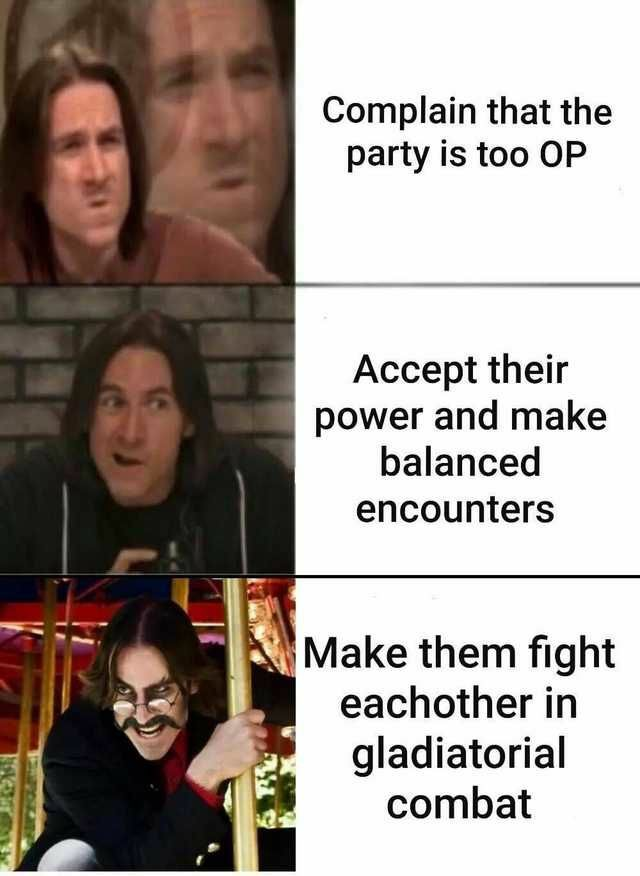 Complain that the
party is too OP
Accept their
power and make
balanced
encounters
Make them fight
eachother in
gladiatorial
combat